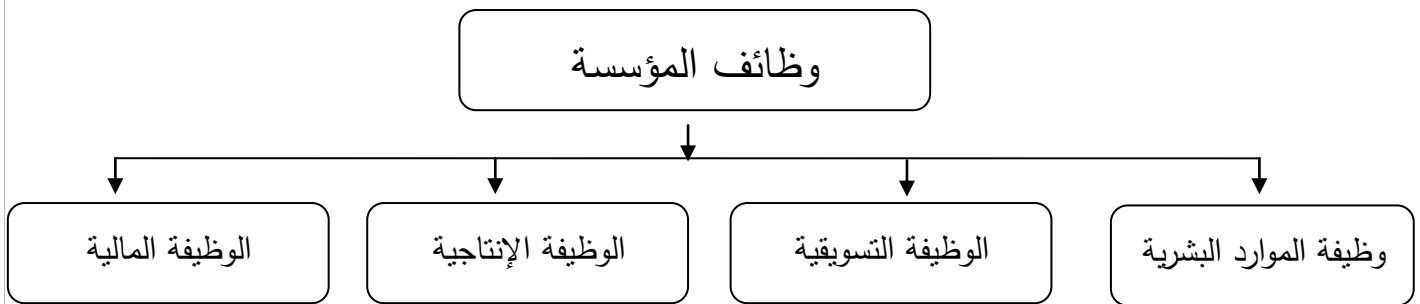 وظائف المؤسسة
وظيفة الموارد البشرية
الوظيفة التسويقية
الوظيفة الإنتاجية
الوظيفة المالية